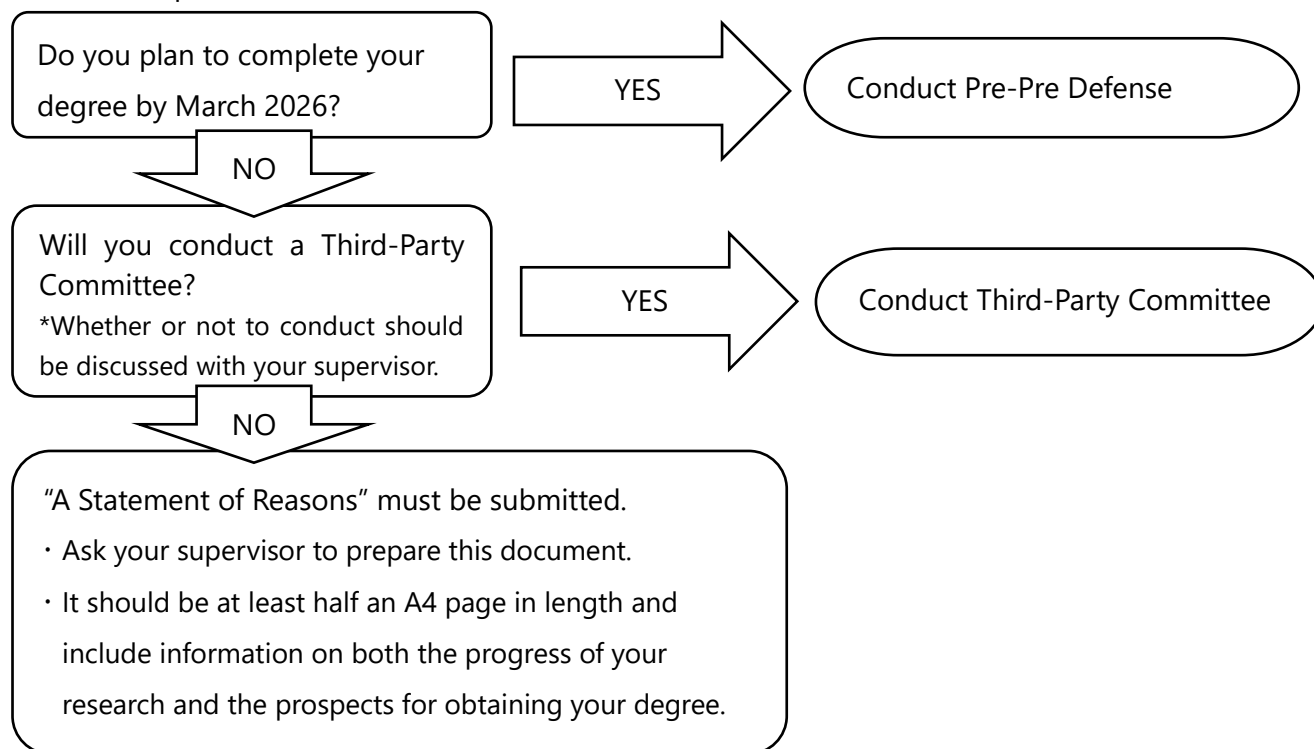 Do you plan to complete your
degree by March 2026?
YES
Conduct Pre-Pre Defense
NO
Will you conduct a Third-Party
Committee?
*Whether or not to conduct should
be discussed with your supervisor.
YES
Conduct Third-Party Committee
NO
“A Statement of Reasons” must be submitted.
・Ask your supervisor to prepare this document.
・It should be at least half an A4 page in length and
include information on both the progress of your
research and the prospects for obtaining your degree.